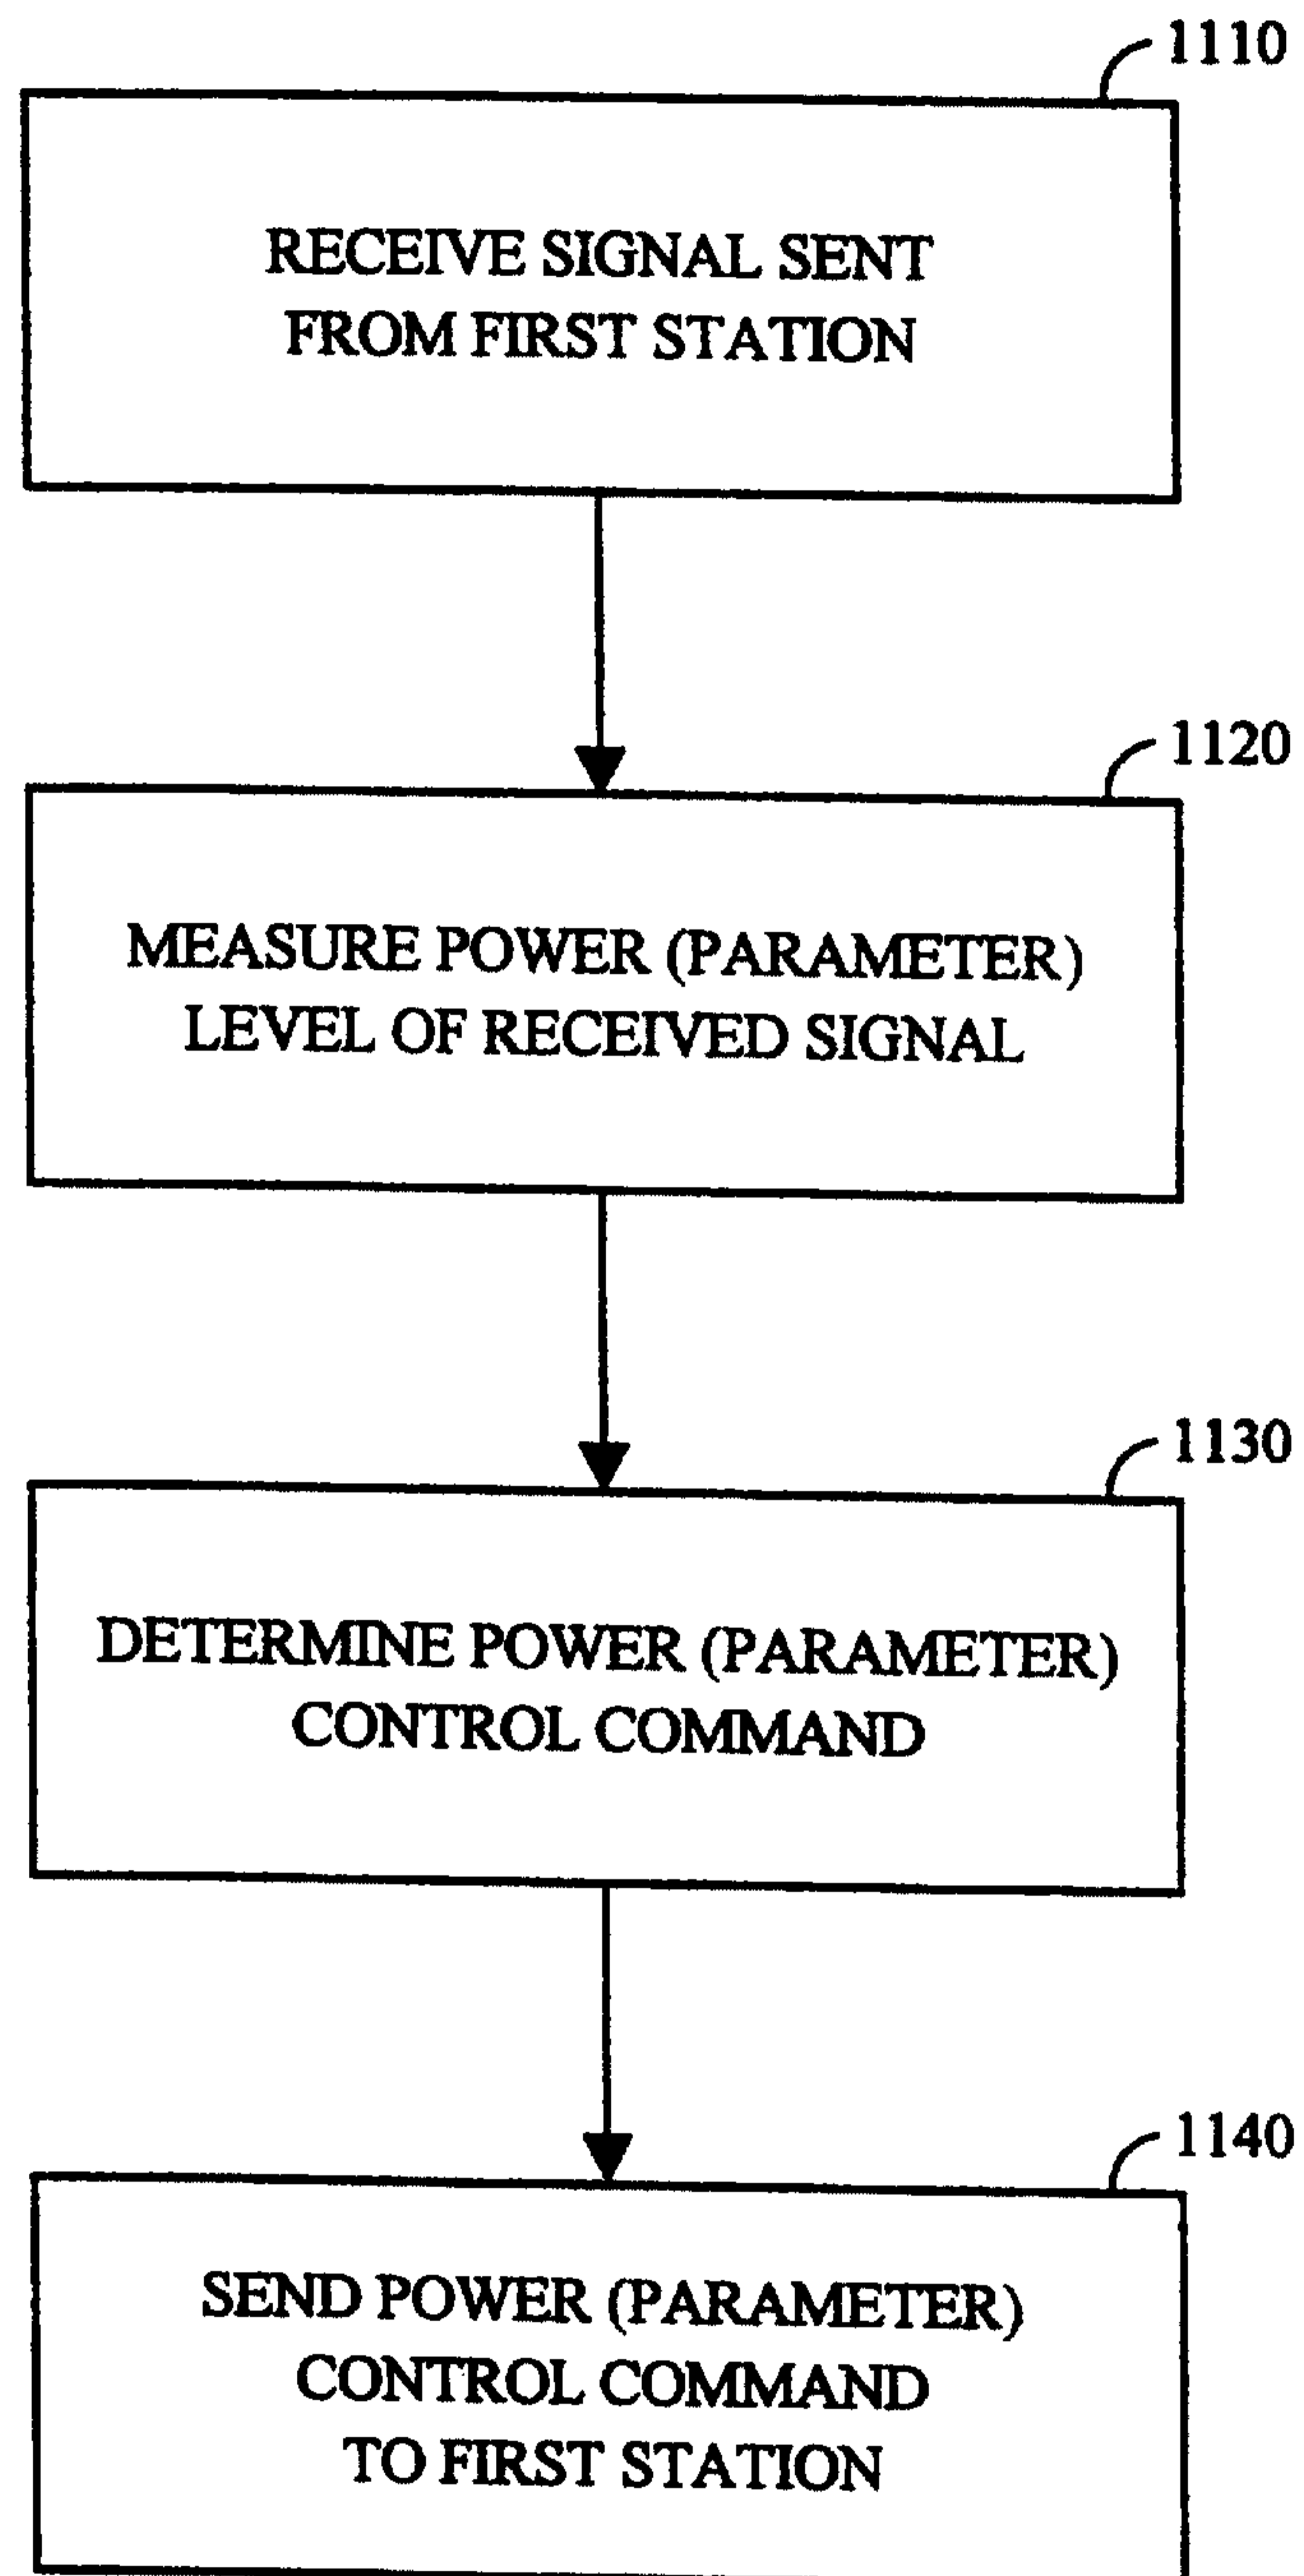 1110
RECEIVE SIGNAL SENT
FROM FIRST STATION
1120
MEASURE POWER (PARAMETER)
LEVEL OF RECEIVED SIGNAL
1130
DETERMINE POWER (PARAMETER)
CONTROL COMMAND
1140
SEND POWER (PARAMETER)
CONTROL COMMAND
TO FIRST STATION